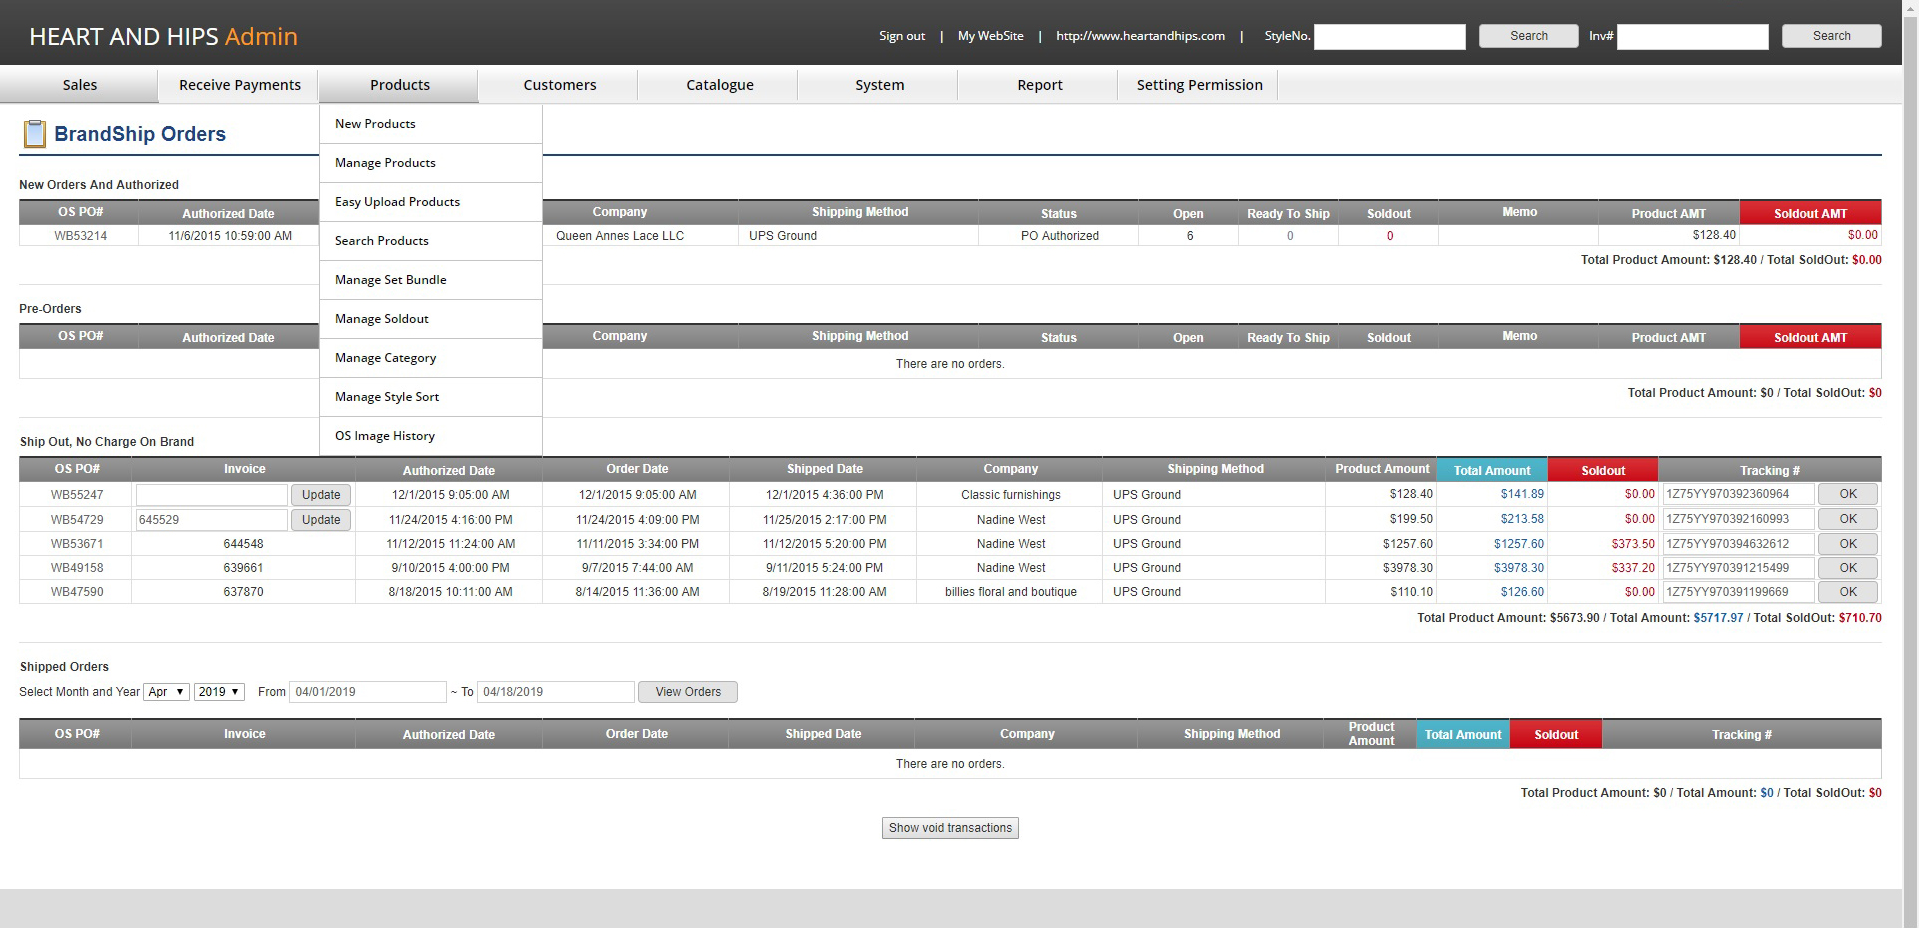 HEART AND HIPS Admin
Sign out | My WebSite | http://www.heartandhips.com | StyleNo. Search Inv# Search
Sales Receive Payments Products Customers Catalogue System Report Setting Permission
New Products
Manage Products
Easy Upload Products
Search Products
Manage Set Bundle
Manage Soldout
Manage Category
Manage Style Sort
OS Image History
BrandShip Orders
New Orders And Authorized
OS PO# Authorized Date Company Shipping Method Status Open Ready To Ship Soldout Memo Product AMT Soldout AMT
WB53214 11/6/2015 10:59:00 AM Queen Annes Lace LLC UPS Ground PO Authorized 6 0 0 $128.40 $0.00
Total Product Amount: $128.40 / Total SoldOut: $0.00
Pre-Orders
OS PO# Authorized Date Company Shipping Method Status Open Ready To Ship Soldout Memo Product AMT Soldout AMT
There are no orders.
Total Product Amount: $0 / Total SoldOut: $0
Ship Out, No Charge On Brand
OS PO# Invoice Authorized Date Order Date Shipped Date Company Shipping Method Product Amount Total Amount Soldout Tracking #
WB55247 Update 12/1/2015 9:05:00 AM 12/1/2015 9:05:00 AM 12/1/2015 4:36:00 PM Classic furnishings UPS Ground $128.40 $141.89 $0.00 1Z75YY970392360964 OK
WB54729 645529 Update 11/24/2015 4:16:00 PM 11/24/2015 4:09:00 PM 11/25/2015 2:17:00 PM Nadine West UPS Ground $199.50 $213.58 $0.00 1Z75YY970392160993 OK
WB53671 644548 11/12/2015 11:24:00 AM 11/11/2015 3:34:00 PM 11/12/2015 5:20:00 PM Nadine West UPS Ground $1257.60 $1257.60 $373.50 1Z75YY970394632612 OK
WB49158 639661 9/10/2015 4:00:00 PM 9/7/2015 7:44:00 AM 9/11/2015 5:24:00 PM Nadine West UPS Ground $3978.30 $3978.30 $337.20 1Z75YY970391215499 OK
WB47590 637870 8/18/2015 10:11:00 AM 8/14/2015 11:36:00 AM 8/19/2015 11:28:00 AM billies floral and boutique UPS Ground $110.10 $126.60 $0.00 1Z75YY970391199669 OK
Total Product Amount: $5673.90 / Total Amount: $5717.97 / Total SoldOut: $710.70
Shipped Orders
Select Month and Year Apr 2019 From 04/01/2019 ~ To 04/18/2019 View Orders
OS PO# Invoice Authorized Date Order Date Shipped Date Company Shipping Method Product Amount Total Amount Soldout Tracking #
There are no orders.
Total Product Amount: $0 / Total Amount: $0 / Total SoldOut: $0
Show void transactions